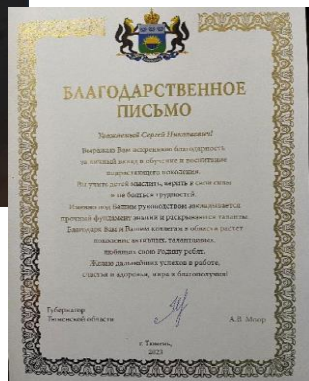 БЛАГОДАРСТВЕННОЕ
ПИСЬМО
Уважаемый Сергей Николаевич!
Выражаю Вам искреннюю благодарность
за личный вклад в обучение и воспитание
подрастающего поколения.
Вы учите детей мыслить, верить в свои силы
и не бояться трудностей.
Именно под Вашим руководством закладывается
прочный фундамент знаний и раскрываются таланты.
Благодаря Вам и Вашим коллегам в области растет
поколение активных, талантливых,
любящих свою Родину ребят.
Желаю дальнейших успехов в работе,
счастья и здоровья, мира и благополучия!
Губернатор
Тюменской области
А.В. Моор
г. Тюмень,
2023